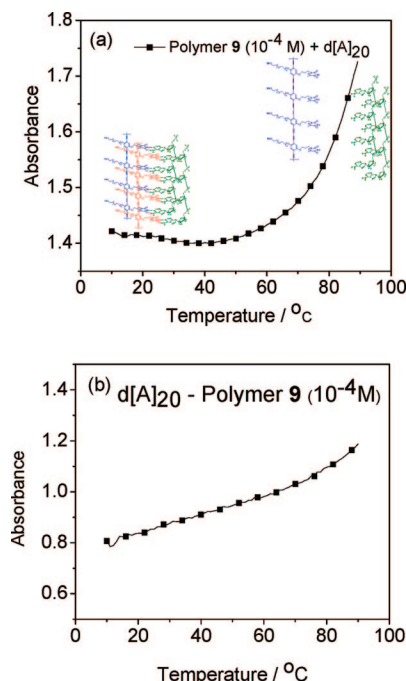 (a)
Polymer 9 (10-4 M) + d[A]20
1.8
1.7
1.6
1.5
1.4
0 20 40 60 80 100
Absorbance
Temperature / oC
(b) d[A]20 - Polymer 9 (10-4M)
1.4
1.2
1.0
0.8
0.6
0 20 40 60 80 100
Absorbance
Temperature / oC